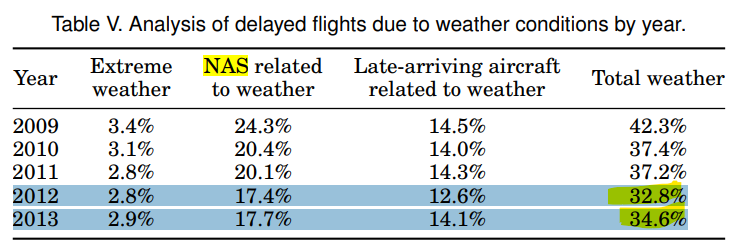 Table V. Analysis of delayed flights due to weather conditions by year.
Year Extreme weather NAS related to weather Late-arriving aircraft related to weather Total weather
2009 3.4% 24.3% 14.5% 42.3%
2010 3.1% 20.4% 14.0% 37.4%
2011 2.8% 20.1% 14.3% 37.2%
2012 2.8% 17.4% 12.6% 32.8%
2013 2.9% 17.7% 14.1% 34.6%